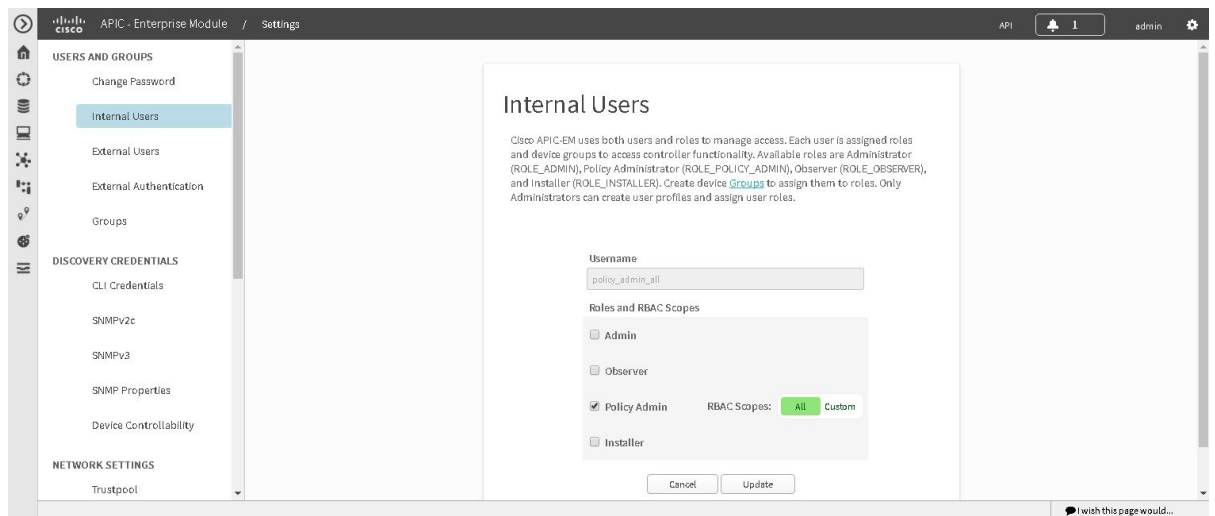 CISCO APIC - Enterprise Module / Settings API 1 admin
USERS AND GROUPS
Change Password
Internal Users
External Users
External Authentication
Groups
DISCOVERY CREDENTIALS
CLI Credentials
SNMPv2c
SNMPv3
SNMP Properties
Device Controllability
NETWORK SETTINGS
Trustpool
Internal Users
Cisco APIC-EM uses both users and roles to manage access. Each user is assigned roles
and device groups to access controller functionality. Available roles are Administrator
(ROLE_ADMIN), Policy Administrator (ROLE_POLICY_ADMIN), Observer (ROLE_OBSERVER),
and Installer (ROLE_INSTALLER). Create device Groups to assign them to roles. Only
Administrators can create user profiles and assign user roles.
Username
policy_admin_all
Roles and RBAC Scopes
Admin
Observer
Policy Admin RBAC Scopes: All Custom
Installer
Cancel Update
I wish this page would...